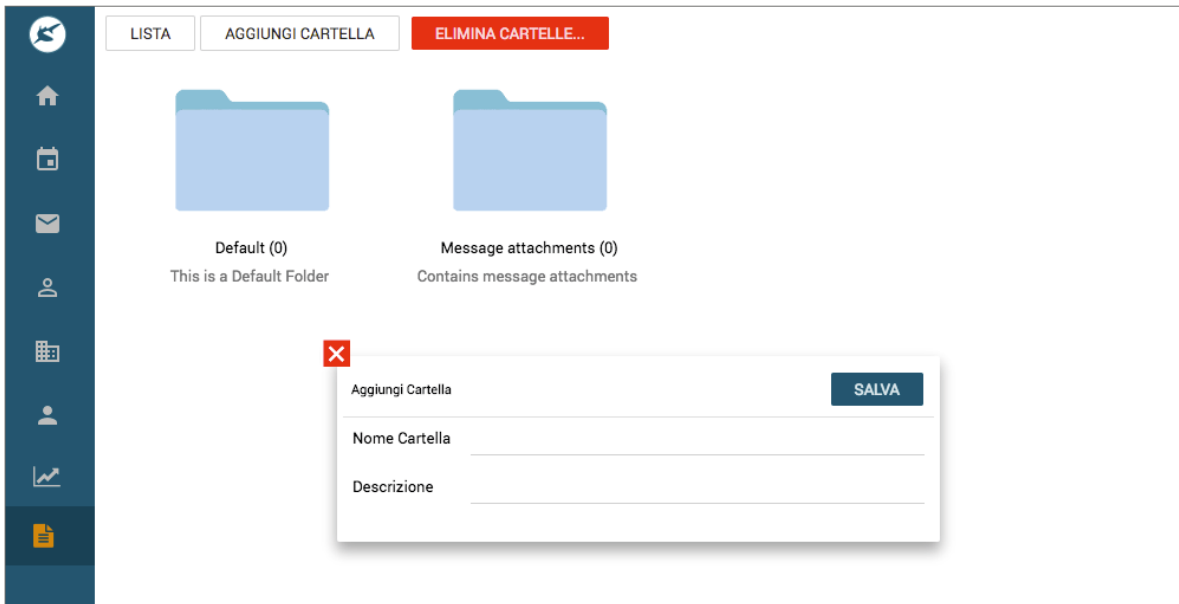 LISTA
AGGIUNGI CARTELLA
ELIMINA CARTELLE...
Default (0)
This is a Default Folder
Message attachments (0)
Contains message attachments
Aggiungi Cartella
SALVA
Nome Cartella
Descrizione